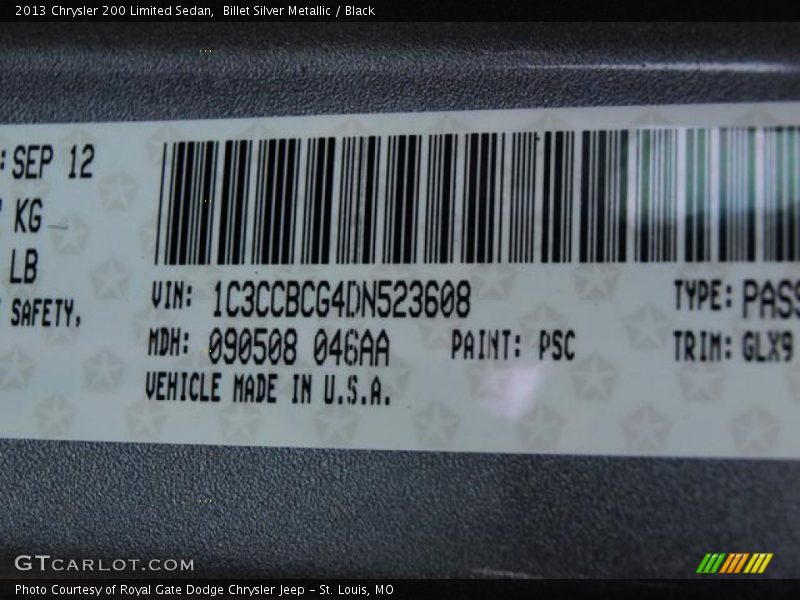 2013 Chrysler 200 Limited Sedan,  Billet Silver Metallic / Black
:SEP 12
KG
LB
SAFETY,
VIN: 1C3CCBCG4DN523608 TYPE: PASS
MDH: 090508 046AA PAINT: PSC TRIM: GLX9
VEHICLE MADE IN U.S.A.
GTCARLOT.COM
Photo Courtesy of Royal Gate Dodge Chrysler Jeep – St. Louis, MO